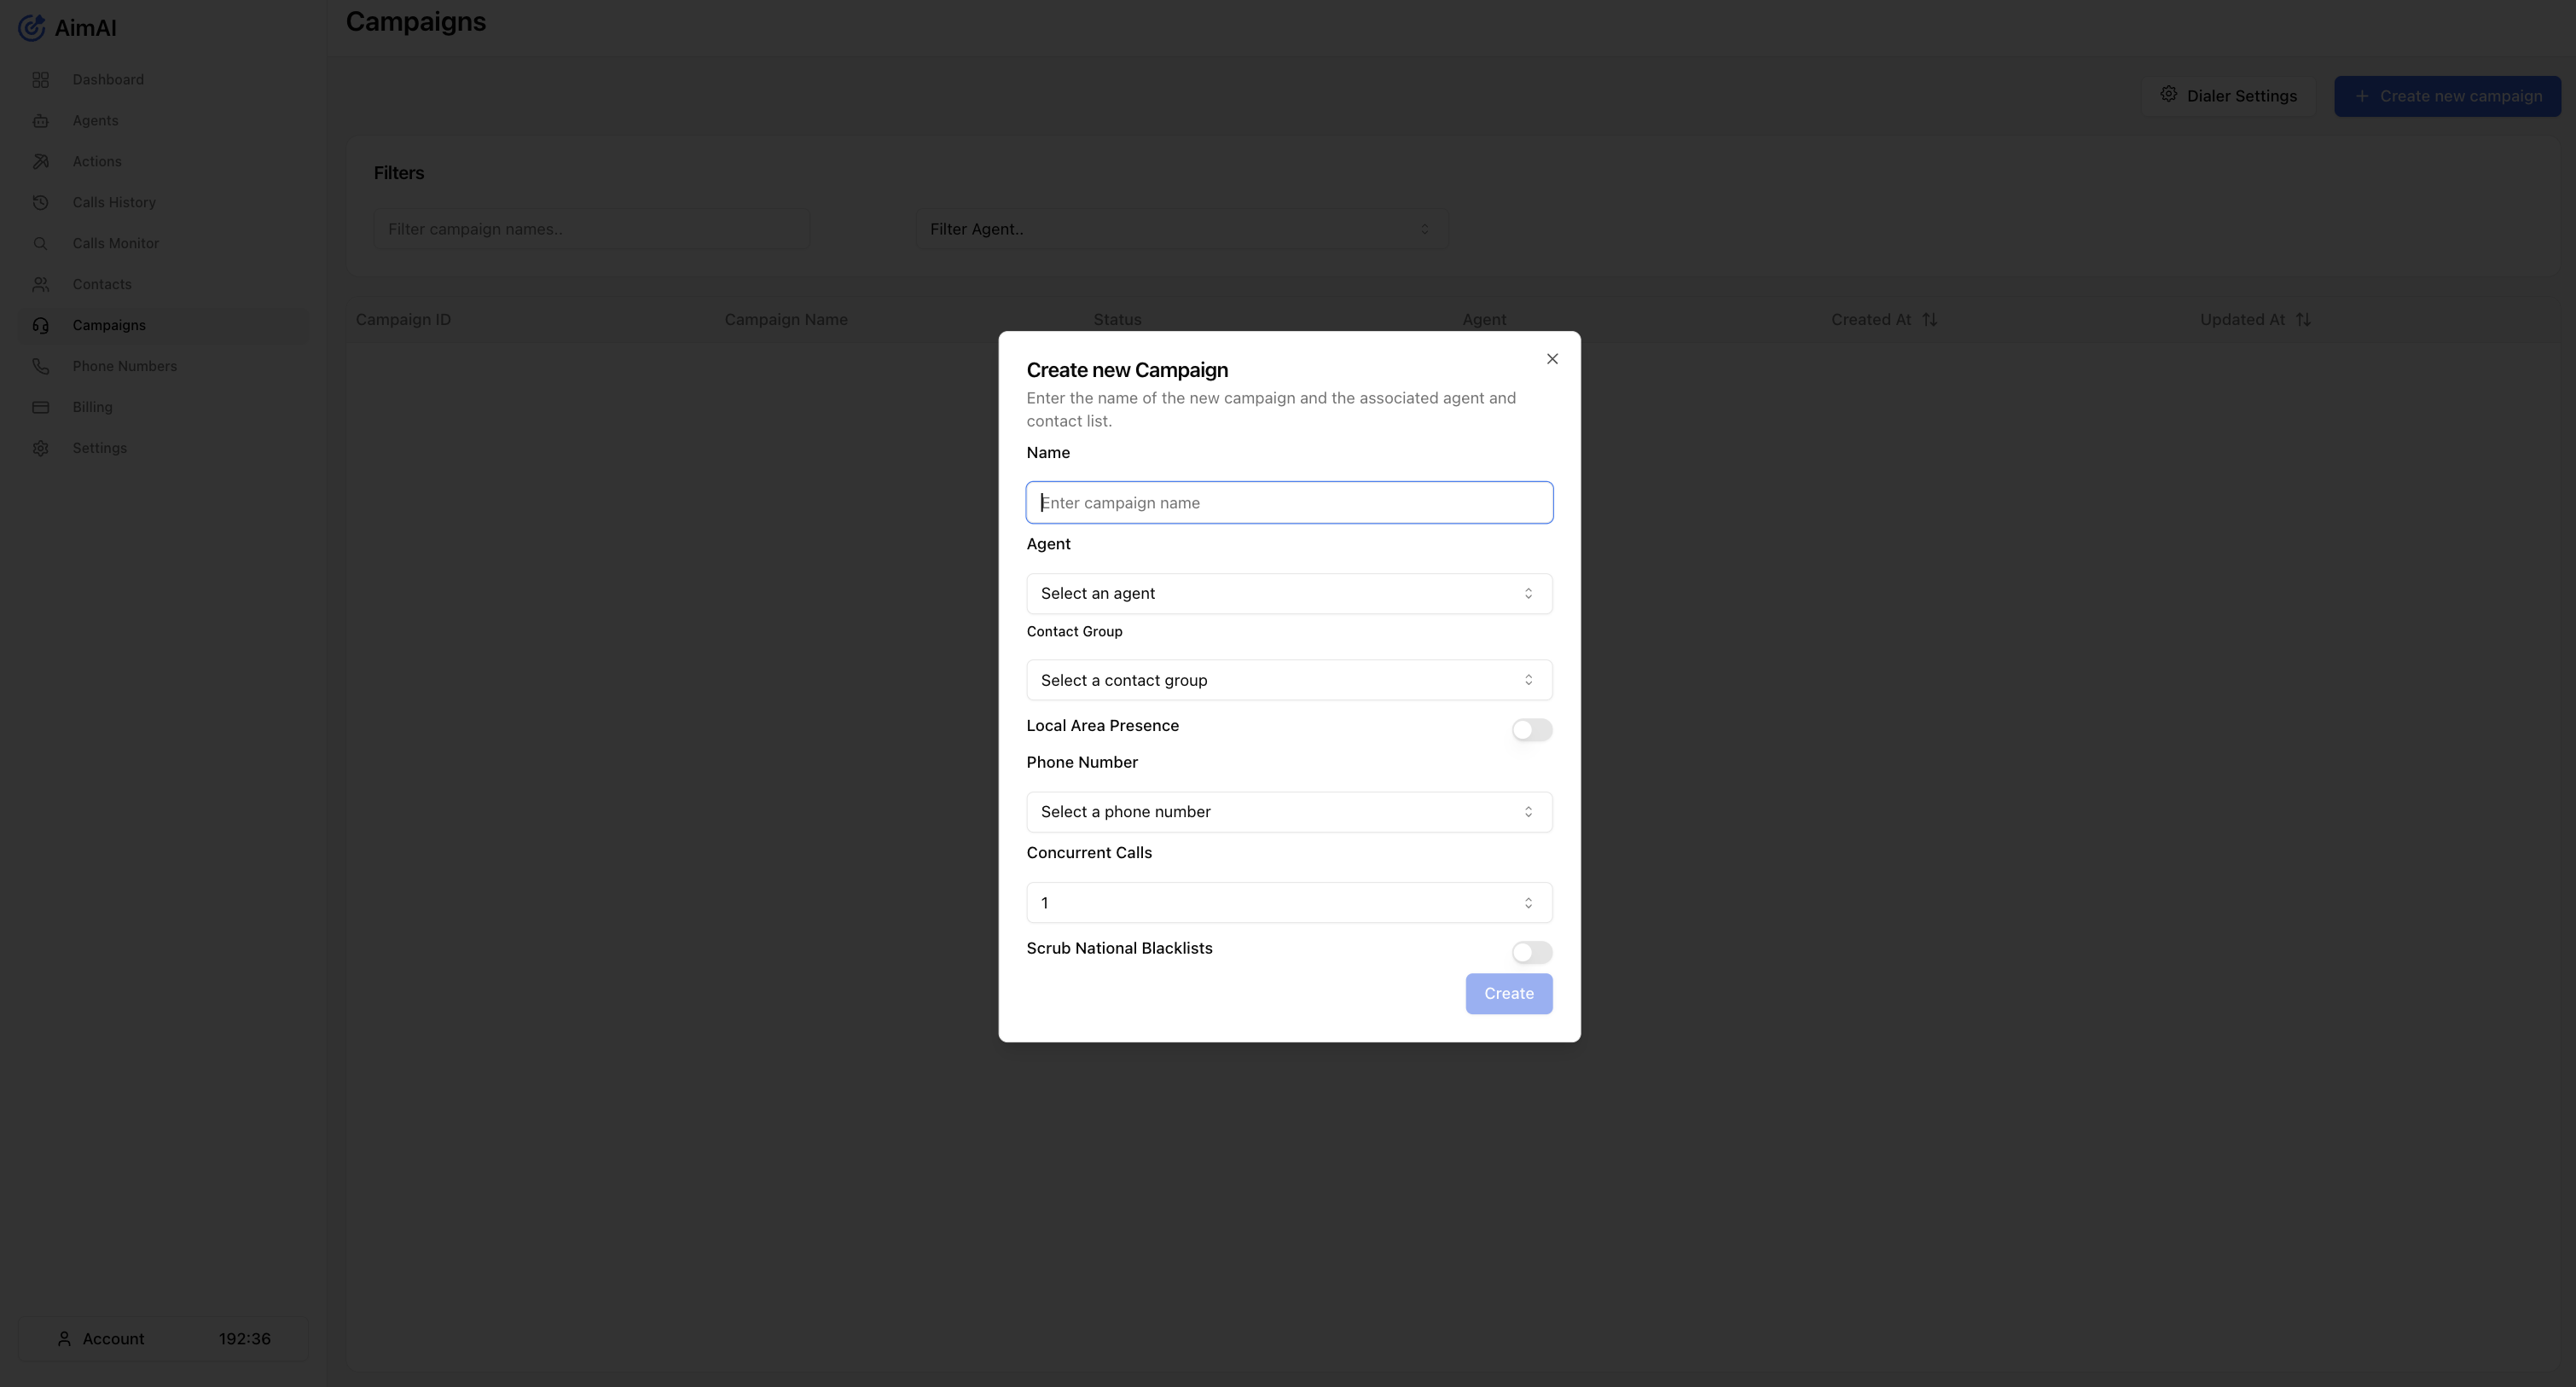 AimAI
Dashboard
Agents
Actions
Calls History
Calls Monitor
Contacts
Campaigns
Phone Numbers
Billing
Settings
Account 192:36
Campaigns
Dialer Settings
Create new campaign
Filters
Filter campaign names..
Filter Agent..
Campaign ID Campaign Name Status Agent Created At Updated At
Create new Campaign
Enter the name of the new campaign and the associated agent and
contact list.
Name
Enter campaign name
Agent
Select an agent
Contact Group
Select a contact group
Local Area Presence
Phone Number
Select a phone number
Concurrent Calls
1
Scrub National Blacklists
Create